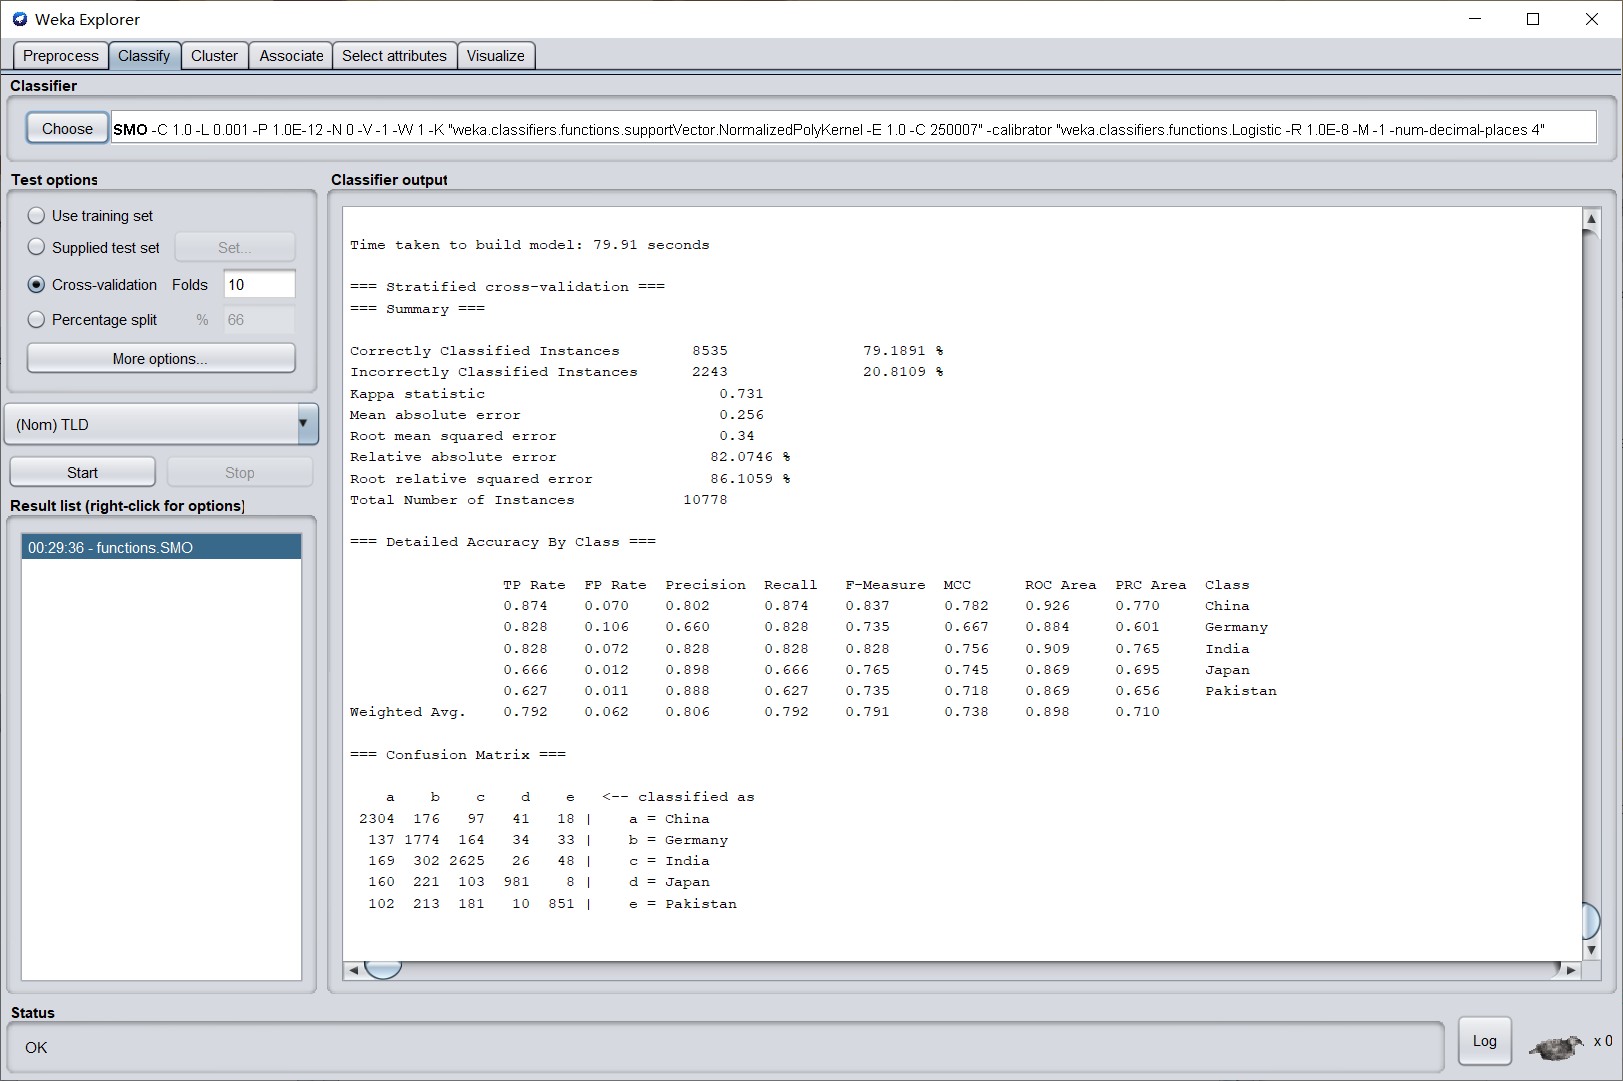 Weka Explorer
Preprocess Classify Cluster Associate Select attributes Visualize
Classifier
Choose SMO -C 1.0 -L 0.001 -P 1.0E-12 -N 0 -V -1 -W 1 -K "weka.classifiers.functions.supportVector.NormalizedPolyKernel -E 1.0 -C 250007" -calibrator "weka.classifiers.functions.Logistic -R 1.0E-8 -M -1 -num-decimal-places 4"
Test options
Use training set
Supplied test set Set...
Cross-validation Folds 10
Percentage split % 66
More options...
(Nom) TLD
Start Stop
Result list (right-click for options)
00:29:36 - functions.SMO
Classifier output
Time taken to build model: 79.91 seconds
=== Stratified cross-validation ===
=== Summary ===
Correctly Classified Instances 8535 79.1891 %
Incorrectly Classified Instances 2243 20.8109 %
Kappa statistic 0.731
Mean absolute error 0.256
Root mean squared error 0.34
Relative absolute error 82.0746 %
Root relative squared error 86.1059 %
Total Number of Instances 10778
=== Detailed Accuracy By Class ===
TP Rate FP Rate Precision Recall F-Measure MCC ROC Area PRC Area Class
0.874 0.070 0.802 0.874 0.837 0.782 0.926 0.770 China
0.828 0.106 0.660 0.828 0.735 0.667 0.884 0.601 Germany
0.828 0.072 0.828 0.828 0.828 0.756 0.909 0.765 India
0.666 0.012 0.898 0.666 0.765 0.745 0.869 0.695 Japan
0.627 0.011 0.888 0.627 0.735 0.718 0.869 0.656 Pakistan
Weighted Avg. 0.792 0.062 0.806 0.792 0.791 0.738 0.898 0.710
=== Confusion Matrix ===
a b c d e <-- classified as
2304 176 97 41 18 | a = China
137 1774 164 34 33 | b = Germany
169 302 2625 26 48 | c = India
160 221 103 981 8 | d = Japan
102 213 181 10 851 | e = Pakistan
Status
OK
Log x 0